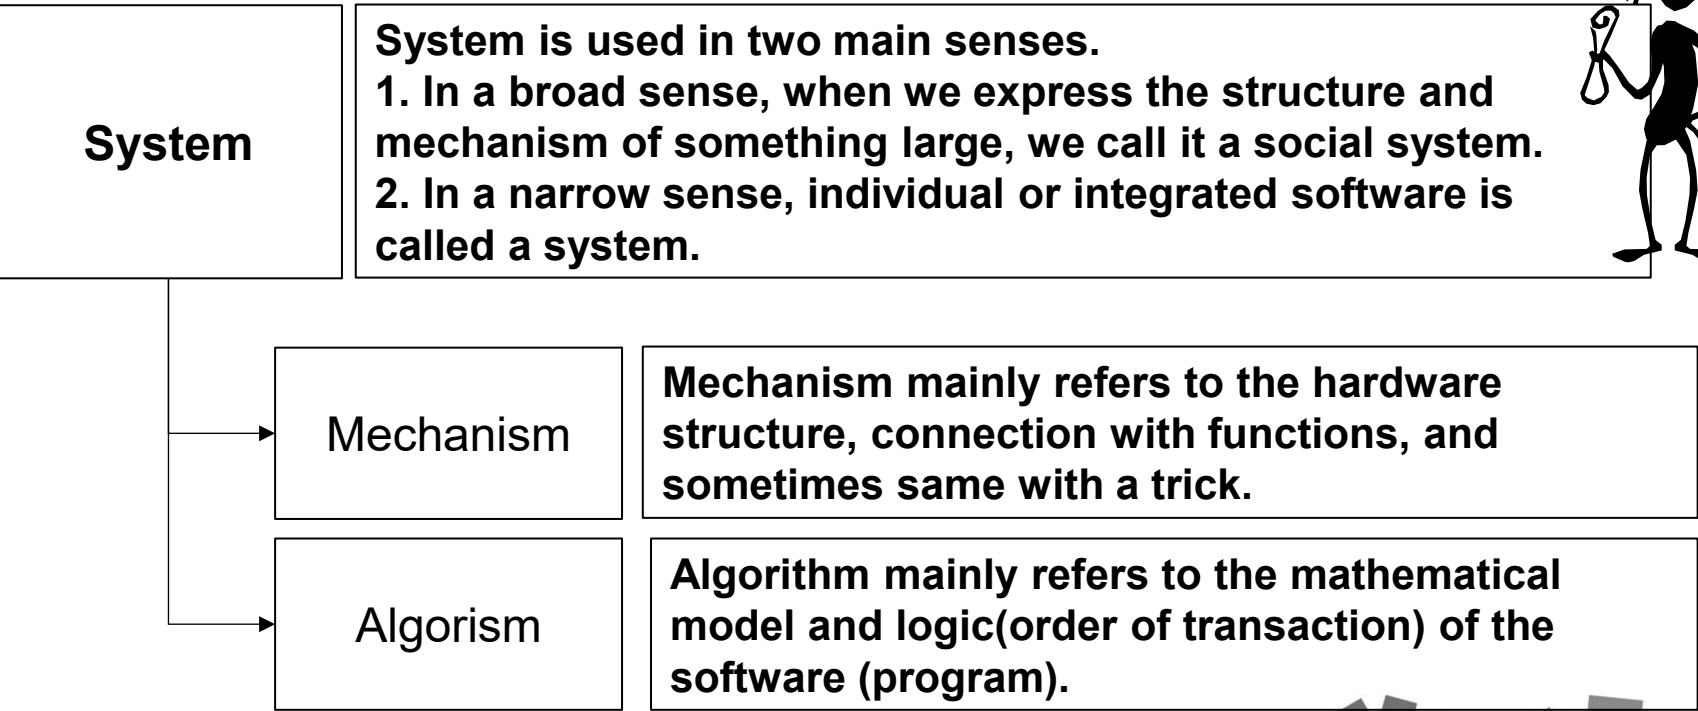 System
System is used in two main senses.
1. In a broad sense, when we express the structure and
mechanism of something large, we call it a social system.
2. In a narrow sense, individual or integrated software is
called a system.
Mechanism
Mechanism mainly refers to the hardware
structure, connection with functions, and
sometimes same with a trick.
Algorism
Algorithm mainly refers to the mathematical
model and logic(order of transaction) of the
software (program).